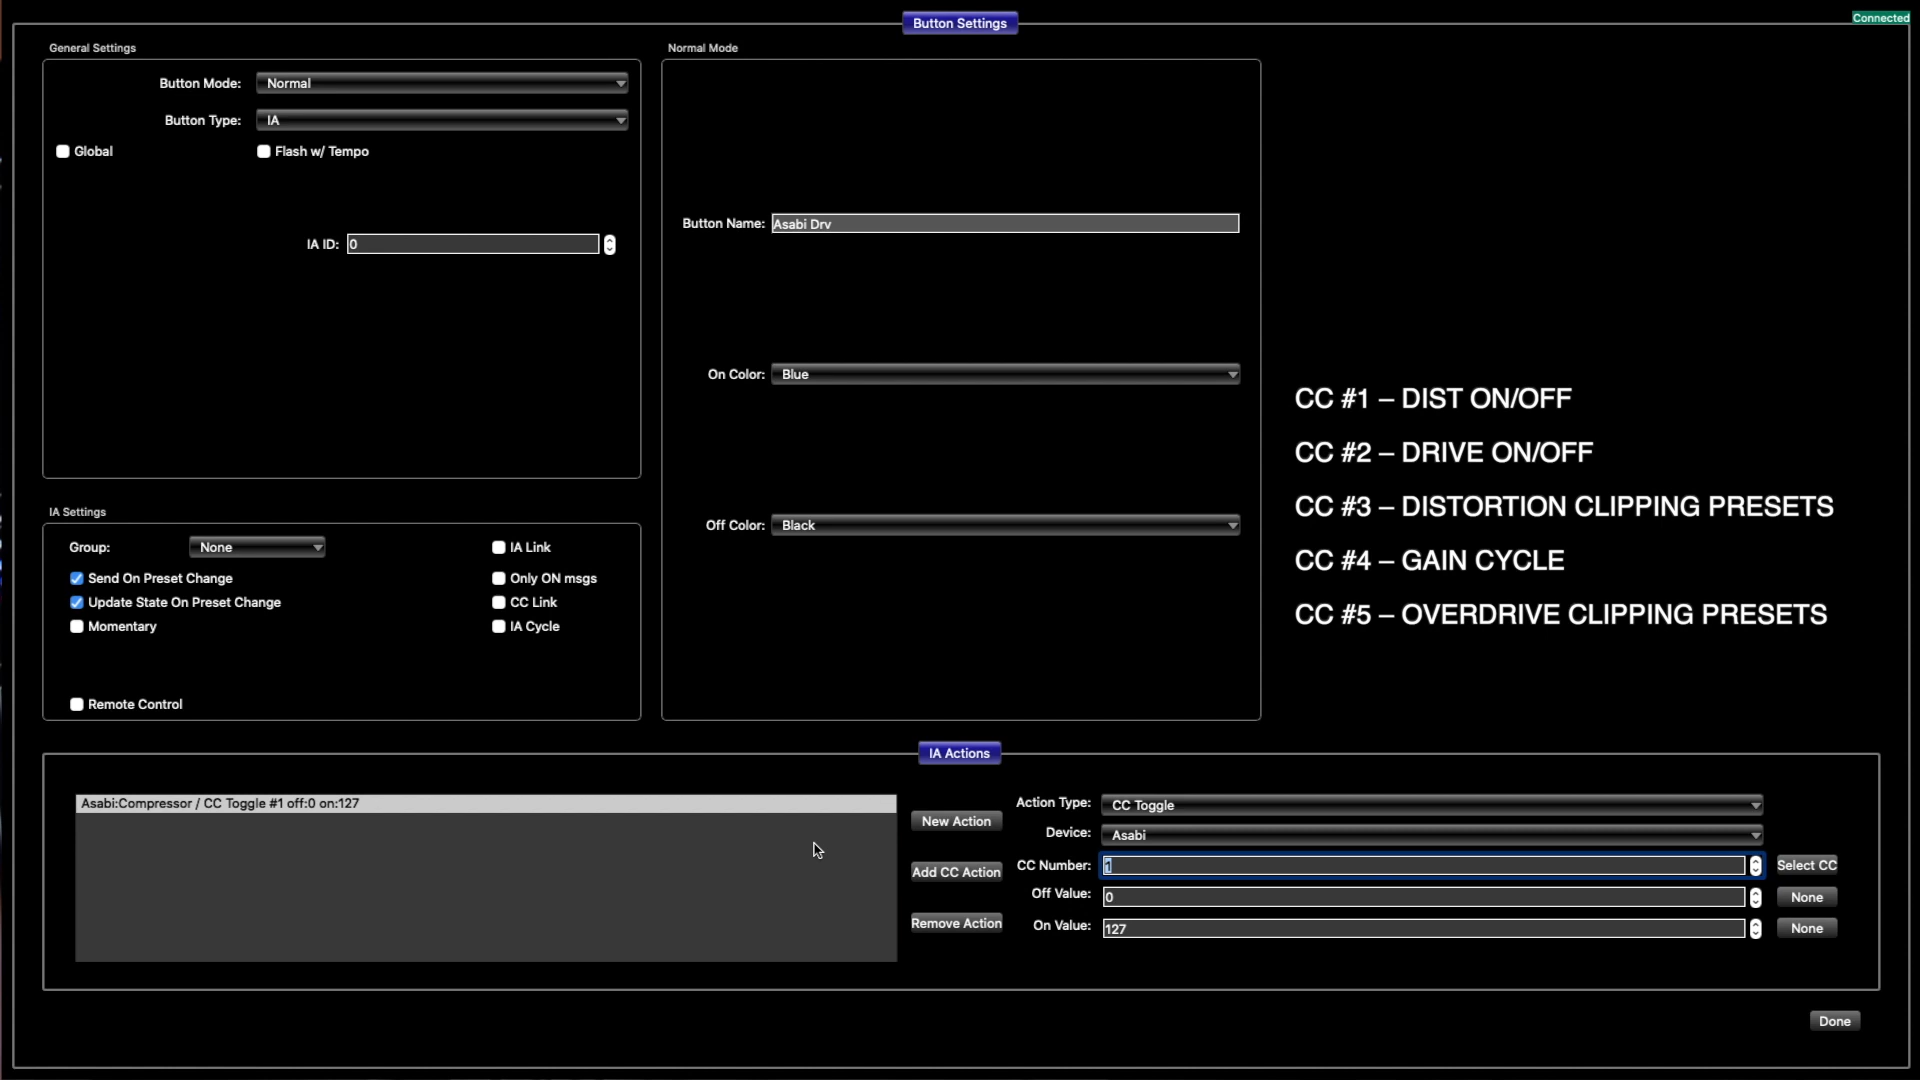 Button Settings
Connected
General Settings
Button Mode: Normal
Button Type: IA
Global
Flash w/ Tempo
IA ID: 0
Normal Mode
Button Name: Asabi Drv
On Color: Blue
Off Color: Black
CC #1 – DIST ON/OFF
CC #2 – DRIVE ON/OFF
CC #3 – DISTORTION CLIPPING PRESETS
CC #4 – GAIN CYCLE
CC #5 – OVERDRIVE CLIPPING PRESETS
IA Settings
Group: None
IA Link
Send On Preset Change
Only ON msgs
Update State On Preset Change
CC Link
Momentary
IA Cycle
Remote Control
IA Actions
Asabi:Compressor / CC Toggle #1 off:0 on:127
New Action
Add CC Action
Remove Action
Action Type: CC Toggle
Device: Asabi
CC Number: 1 Select CC
Off Value: 0 None
On Value: 127 None
Done